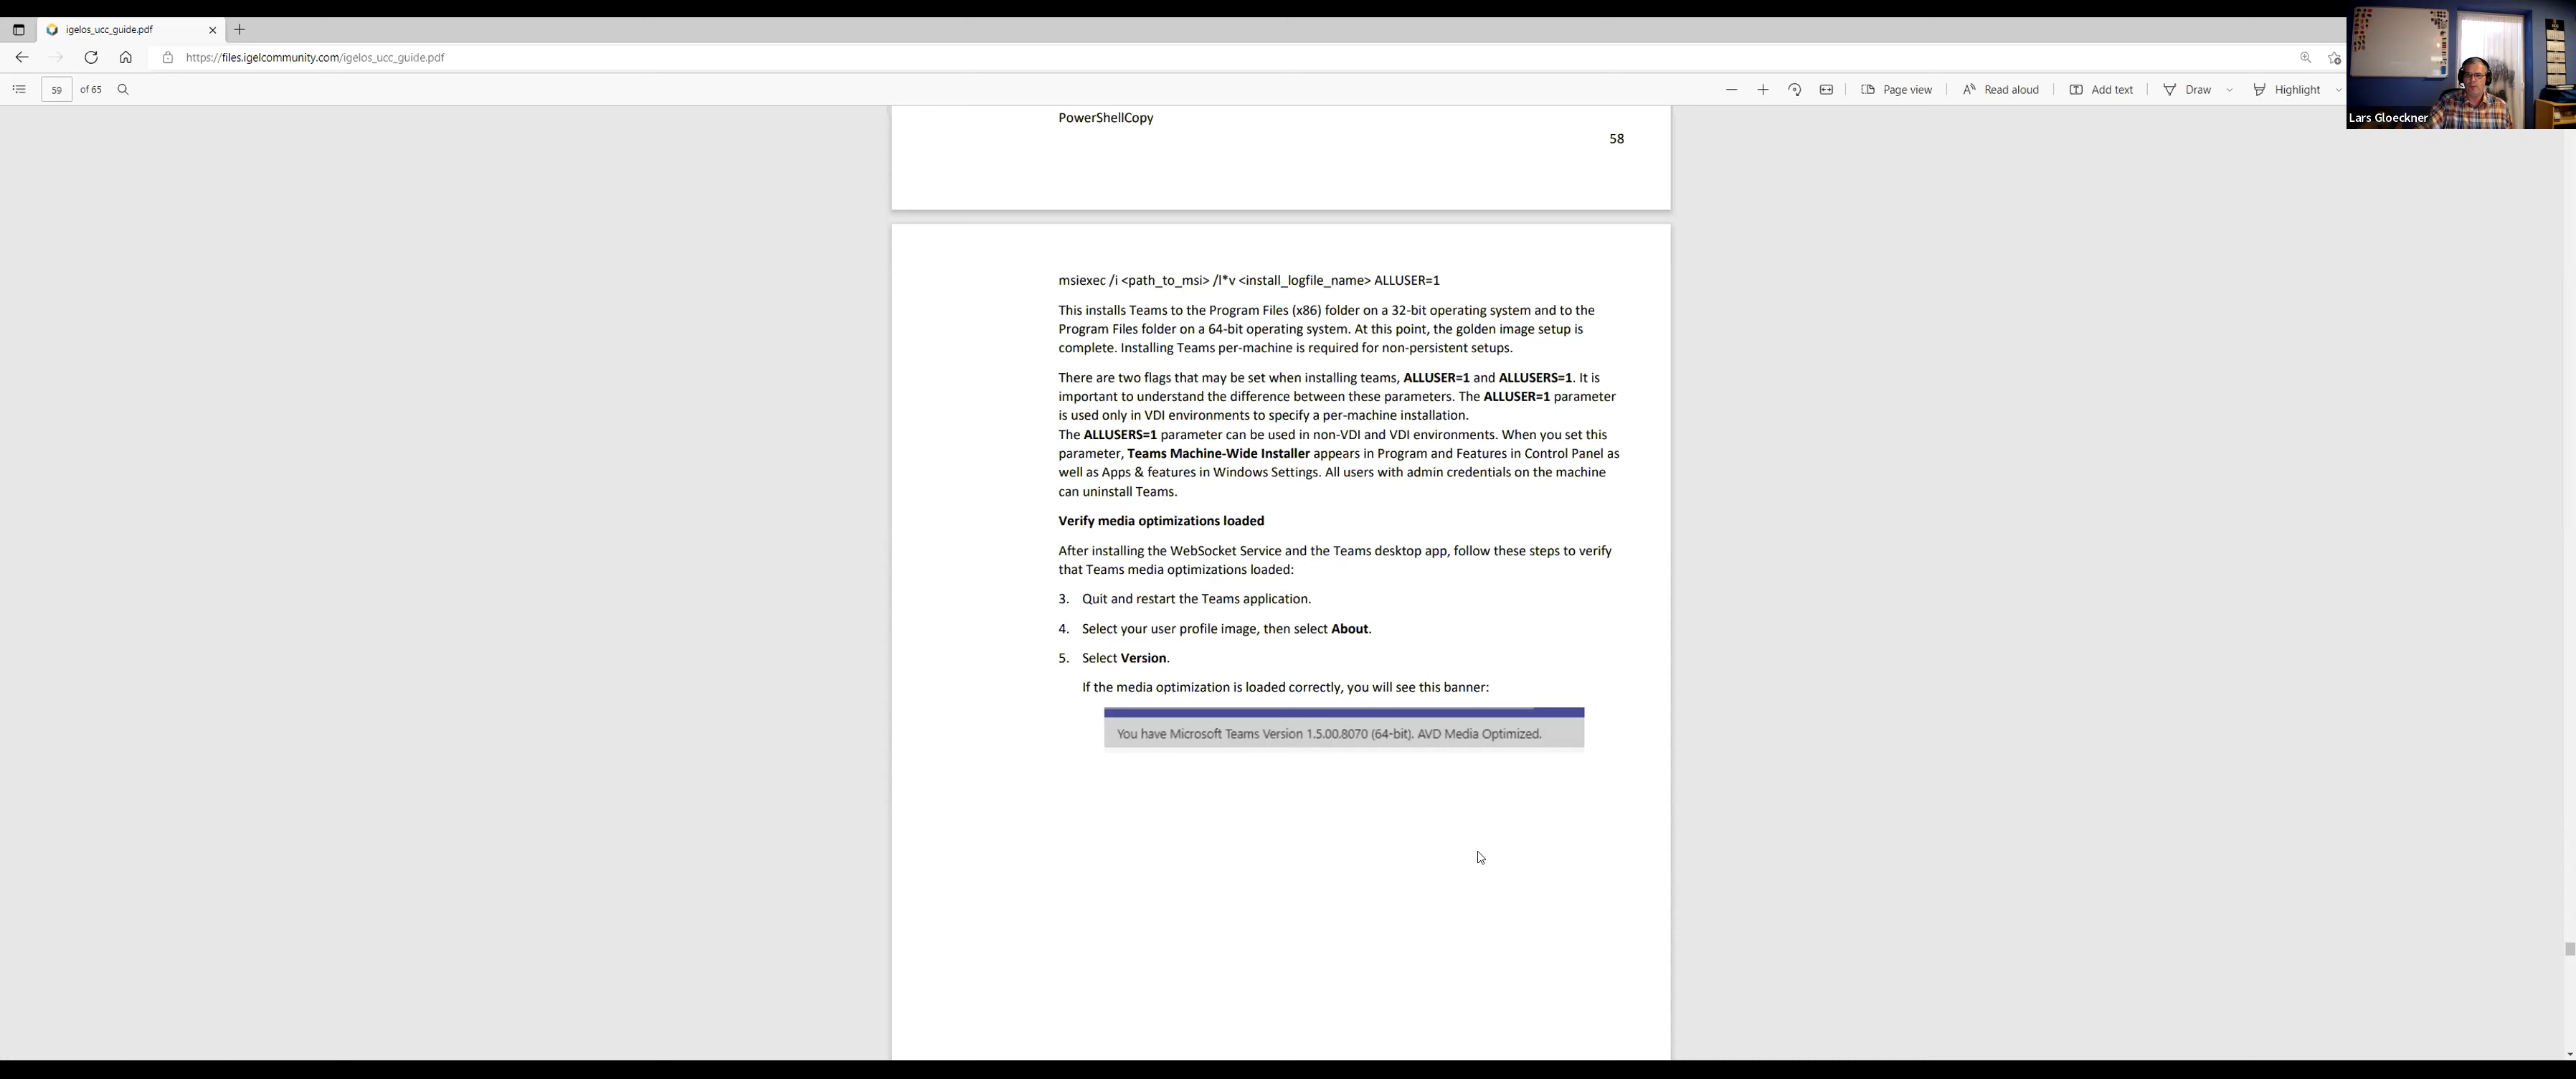 igelos_ucc_guide.pdf
https://files.igelcommunity.com/igelos_ucc_guide.pdf
59 of 65
Page view
Read aloud
Add text
Draw
Highlight
Lars Gloeckner
PowerShellCopy
58
msiexec /i <path_to_msi> /l*v <install_logfile_name> ALLUSER=1
This installs Teams to the Program Files (x86) folder on a 32-bit operating system and to the
Program Files folder on a 64-bit operating system. At this point, the golden image setup is
complete. Installing Teams per-machine is required for non-persistent setups.
There are two flags that may be set when installing teams, ALLUSER=1 and ALLUSERS=1. It is
important to understand the difference between these parameters. The ALLUSER=1 parameter
is used only in VDI environments to specify a per-machine installation.
The ALLUSERS=1 parameter can be used in non-VDI and VDI environments. When you set this
parameter, Teams Machine-Wide Installer appears in Program and Features in Control Panel as
well as Apps & features in Windows Settings. All users with admin credentials on the machine
can uninstall Teams.
Verify media optimizations loaded
After installing the WebSocket Service and the Teams desktop app, follow these steps to verify
that Teams media optimizations loaded:
3. Quit and restart the Teams application.
4. Select your user profile image, then select About.
5. Select Version.
If the media optimization is loaded correctly, you will see this banner:
You have Microsoft Teams Version 1.5.00.8070 (64-bit). AVD Media Optimized.